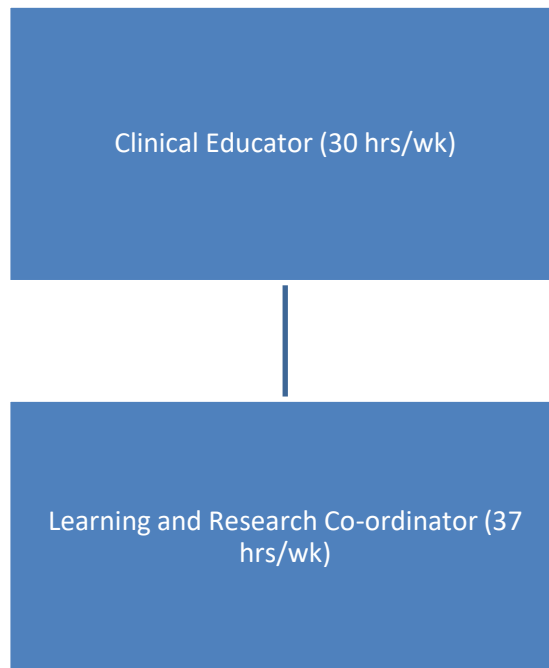 Clinical Educator (30 hrs/wk)
Learning and Research Co-ordinator (37
hrs/wk)